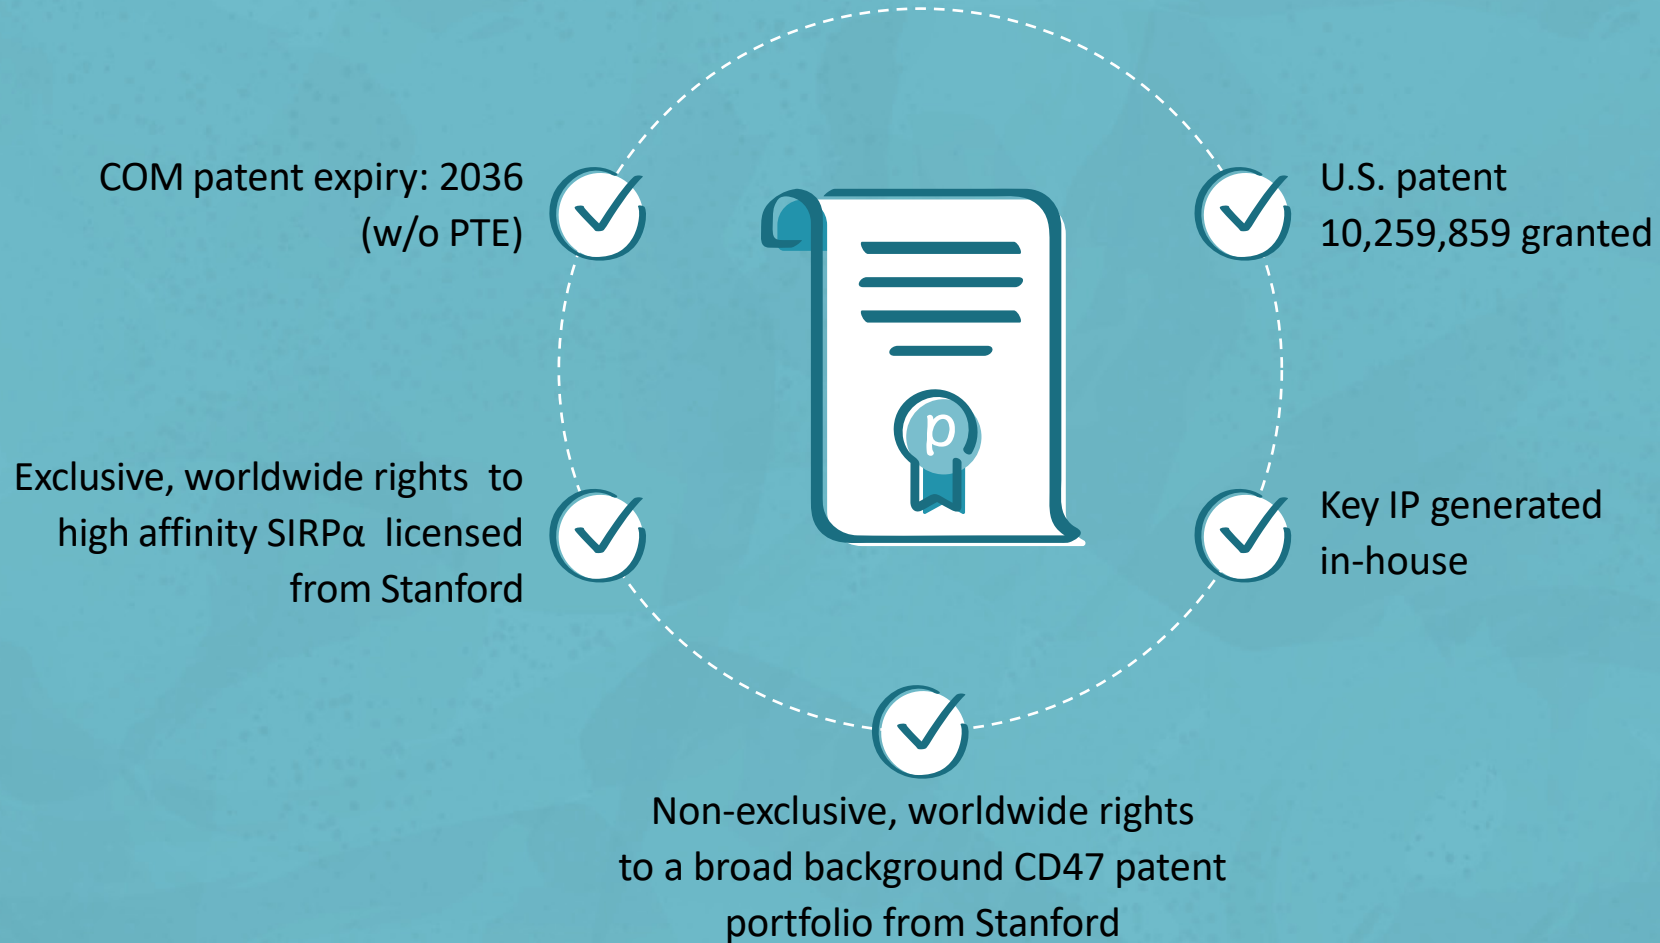 COM patent expiry: 2036
(w/o PTE)
U.S. patent
10,259,859 granted
p
Exclusive, worldwide rights to
high affinity SIRPα licensed
from Stanford
Key IP generated
in-house
Non-exclusive, worldwide rights
to a broad background CD47 patent
portfolio from Stanford